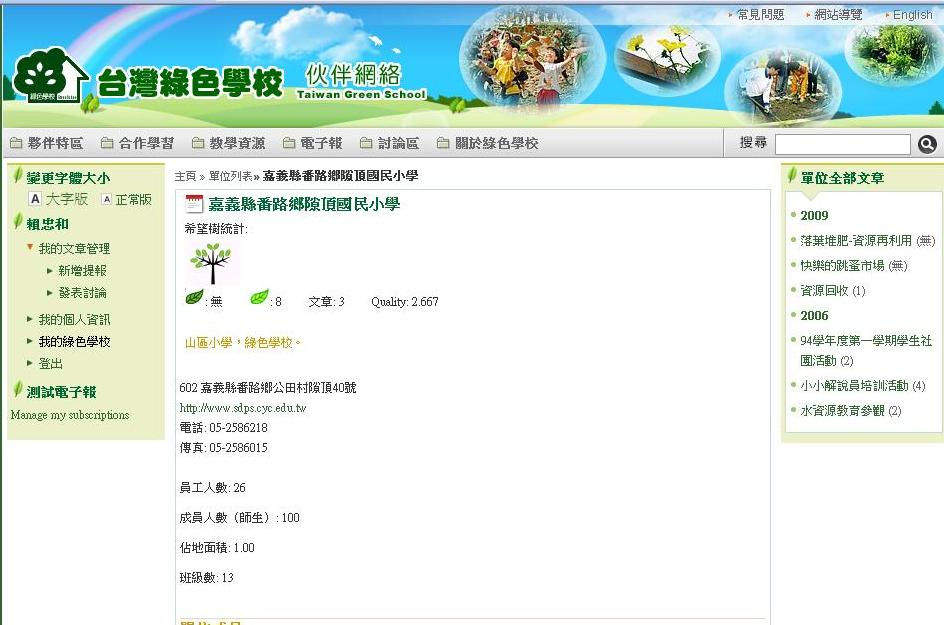 常見問題 網站導覽 English
台灣綠色學校 伙伴網絡
Taiwan Green School
夥伴特區 合作學習 教學資源 電子報 討論區 關於綠色學校 搜尋
變更字體大小
A 大字版 A 正常版
賴忠和
我的文章管理
新增提報
發表討論
我的個人資訊
我的綠色學校
登出
測試電子報
Manage my subscriptions
主頁 » 單位列表» 嘉義縣番路鄉隙頂國民小學
嘉義縣番路鄉隙頂國民小學
希望樹統計:
: 無 : 8 文章: 3 Quality: 2.667
山區小學，綠色學校。
602 嘉義縣番路鄉公田村隙頂40號
http://www.sdps.cyc.edu.tw
電話: 05-2586218
傳真: 05-2586015
員工人數: 26
成員人數（師生）: 100
佔地面積: 1.00
班級數: 13
單位全部文章
2009
落葉堆肥-資源再利用 (無)
快樂的跳蚤市場 (無)
資源回收 (1)
2006
94學年度第一學期學生社
團活動 (2)
小小解說員培訓活動 (4)
水資源教育參觀 (2)